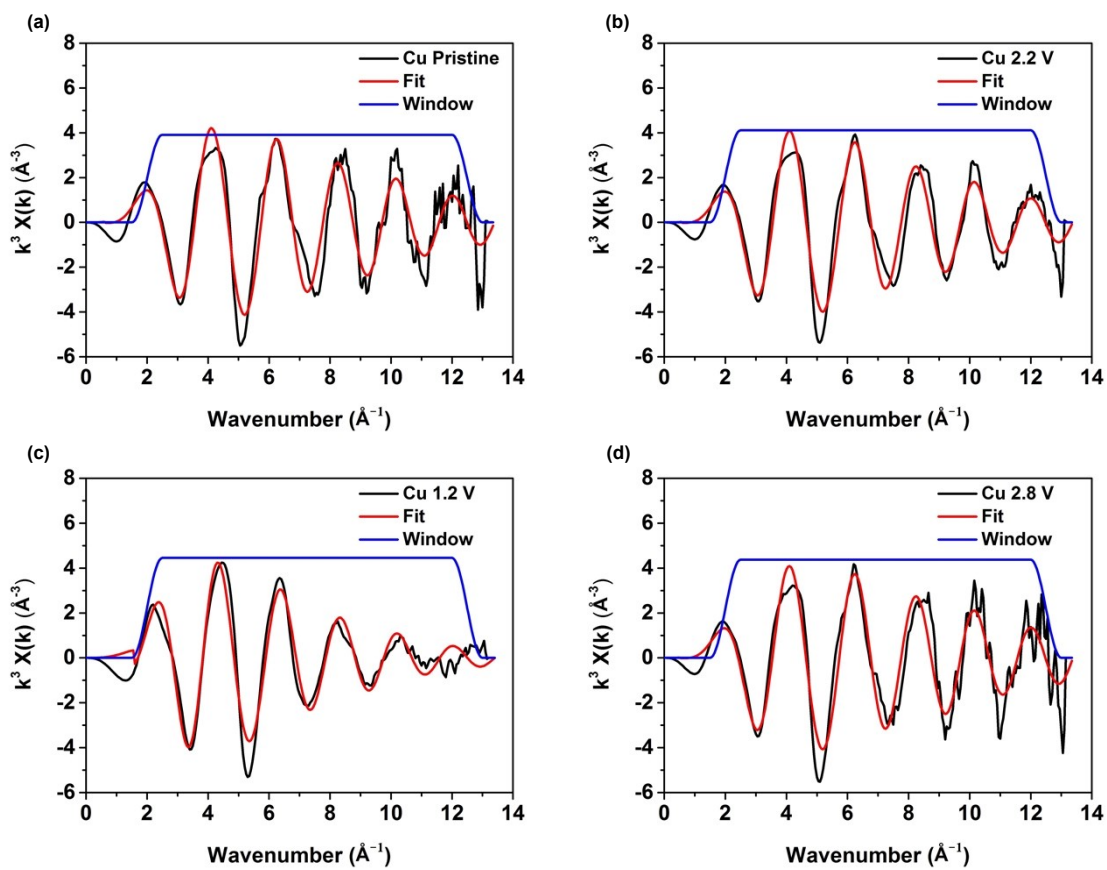 (a)
8
6
4
2
0
-2
-4
-6
k³ X(k) (Å⁻³)
Cu Pristine
Fit
Window
0 2 4 6 8 10 12 14
Wavenumber (Å⁻¹)
(b)
8
6
4
2
0
-2
-4
-6
k³ X(k) (Å⁻³)
Cu 2.2 V
Fit
Window
0 2 4 6 8 10 12 14
Wavenumber (Å⁻¹)
(c)
8
6
4
2
0
-2
-4
-6
k³ X(k) (Å⁻³)
Cu 1.2 V
Fit
Window
0 2 4 6 8 10 12 14
Wavenumber (Å⁻¹)
(d)
8
6
4
2
0
-2
-4
-6
k³ X(k) (Å⁻³)
Cu 2.8 V
Fit
Window
0 2 4 6 8 10 12 14
Wavenumber (Å⁻¹)